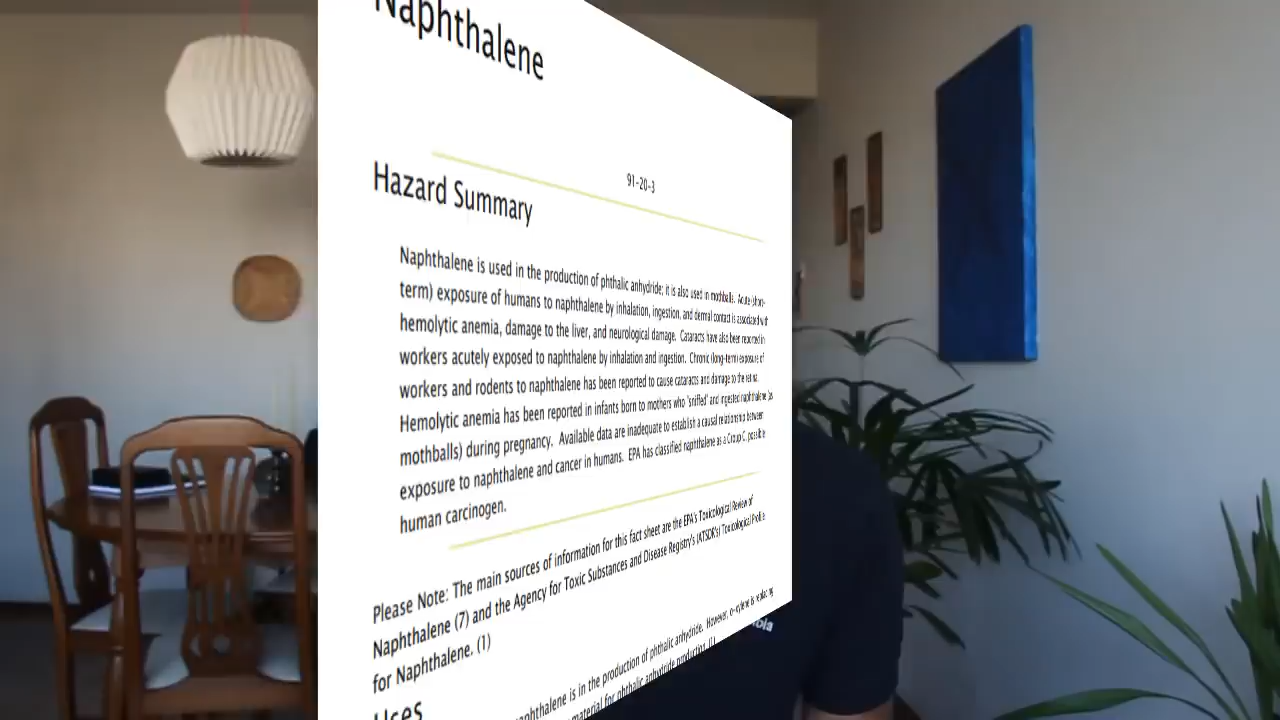 Naphthalene
91-20-3
Hazard Summary
Naphthalene is used in the production of phthalic anhydride; it is also used in mothballs. Acute (short-
term) exposure of humans to naphthalene by inhalation, ingestion, and dermal contact is associated with
hemolytic anemia, damage to the liver, and neurological damage. Cataracts have also been reported in
workers acutely exposed to naphthalene by inhalation and ingestion. Chronic (long-term) exposure of
workers and rodents to naphthalene has been reported to cause cataracts and damage to the retina.
Hemolytic anemia has been reported in infants born to mothers who "sniffed" and ingested naphthalene (as
mothballs) during pregnancy. Available data are inadequate to establish a causal relationship between
exposure to naphthalene and cancer in humans. EPA has classified naphthalene as a Group C, possible
human carcinogen.
Please Note: The main sources of information for this fact sheet are the EPA's Toxicological Review of
Naphthalene (7) and the Agency for Toxic Substances and Disease Registry's (ATSDR's) Toxicological Profile
for Naphthalene. (1)
Uses
naphthalene is in the production of phthalic anhydride. However, o-xylene is replacing
material for phthalic anhydride production. (1)